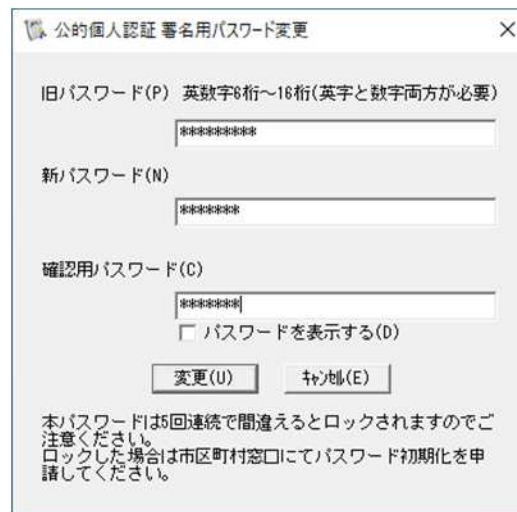 公的個人認証 署名用パスワード変更
旧パスワード(P) 英数字6桁～16桁(英字と数字両方が必要)
*********
新パスワード(N)
*******
確認用パスワード(C)
*******
パスワードを表示する(D)
変更(U) ｷｬﾝｾﾙ(E)
本パスワードは5回連続で間違えるとロックされますのでご
注意ください。
ロックした場合は市区町村窓口にてパスワード初期化を申
請してください。